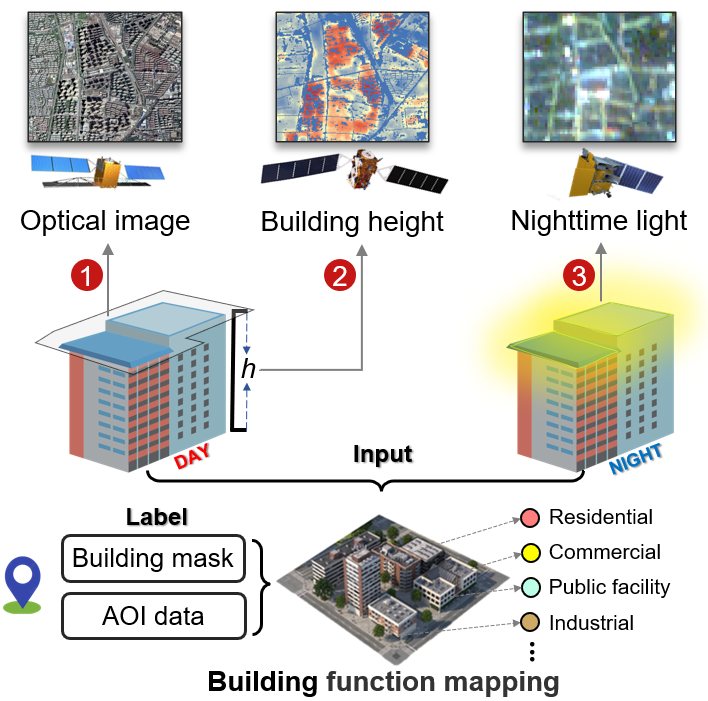 Optical image
Building height
Nighttime light
1
2
3
h
DAY
NIGHT
Input
Label
Building mask
AOI data
Residential
Commercial
Public facility
Industrial
Building function mapping